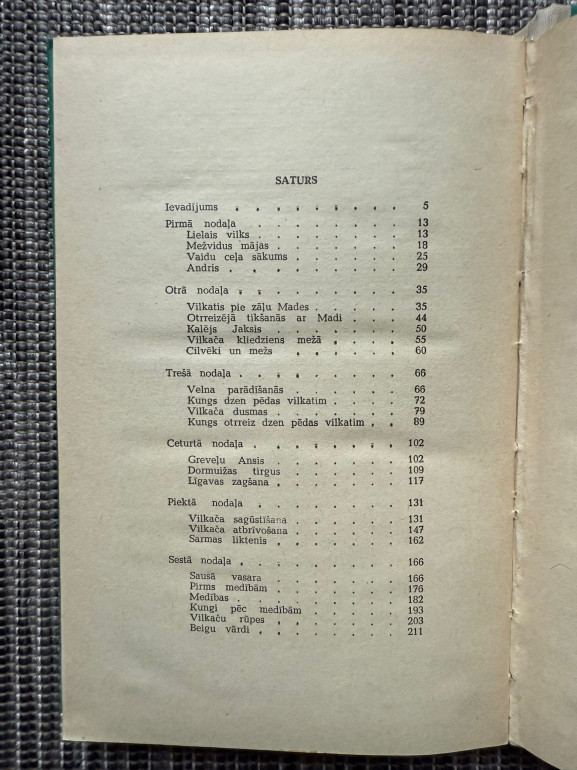 SATURS
Ievadījums . . . . . . . . . 5
Pirmā nodaļa . . . . . . . . 13
Lielais vilks . . . . . . . . 13
Mežvidus mājas . . . . . . . 18
Vaidu ceļa sākums . . . . . . 25
Andris . . . . . . . . . 29
Otrā nodaļa . . . . . . . . 35
Vilkatis pie zāļu Mades . . . . . 35
Otrreizējā tikšanās ar Madi . . . . 44
Kalējs Jaksis . . . . . . . 50
Vilkača kliedziens mežā . . . . . 55
Cilvēki un mežs . . . . . . . 60
Trešā nodaļa . . . . . . . . 66
Velna parādīšanās . . . . . . 66
Kungs dzen pēdas vilkatim . . . . 72
Vilkača dusmas . . . . . . . 79
Kungs otrreiz dzen pēdas vilkatim . . 89
Ceturtā nodaļa . . . . . . . . 102
Greveļu Ansis . . . . . . . 102
Dormuižas tirgus . . . . . . 109
Līgavas zagšana . . . . . . . 117
Piektā nodaļa . . . . . . . . 131
Vilkača sagūstīšana . . . . . . 131
Vilkača atbrīvošana . . . . . . 147
Sarmas liktenis . . . . . . . 162
Sestā nodaļa . . . . . . . . 166
Sausā vasara . . . . . . . 166
Pirms medībām . . . . . . . 176
Medības . . . . . . . . 182
Kungi pēc medībām . . . . . . 193
Vilkaču rūpes . . . . . . . 203
Beigu vārdi . . . . . . . . 211